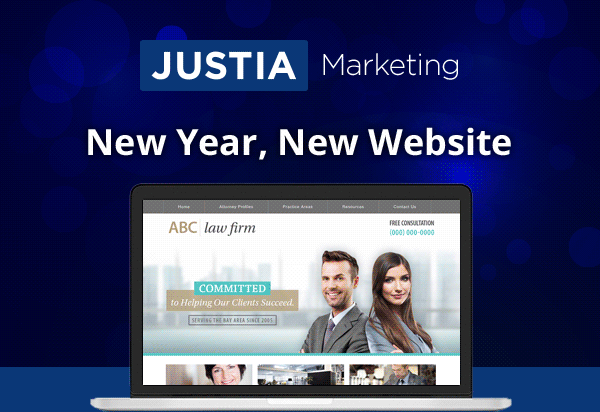 JUSTIA Marketing
New Year, New Website
Home Attorney Profiles Practice Areas Resources Contact Us
ABC law firm
FREE CONSULTATION
(000) 000-0000
COMMITTED
to Helping Our Clients Succeed.
SERVING THE BAY AREA SINCE 2005